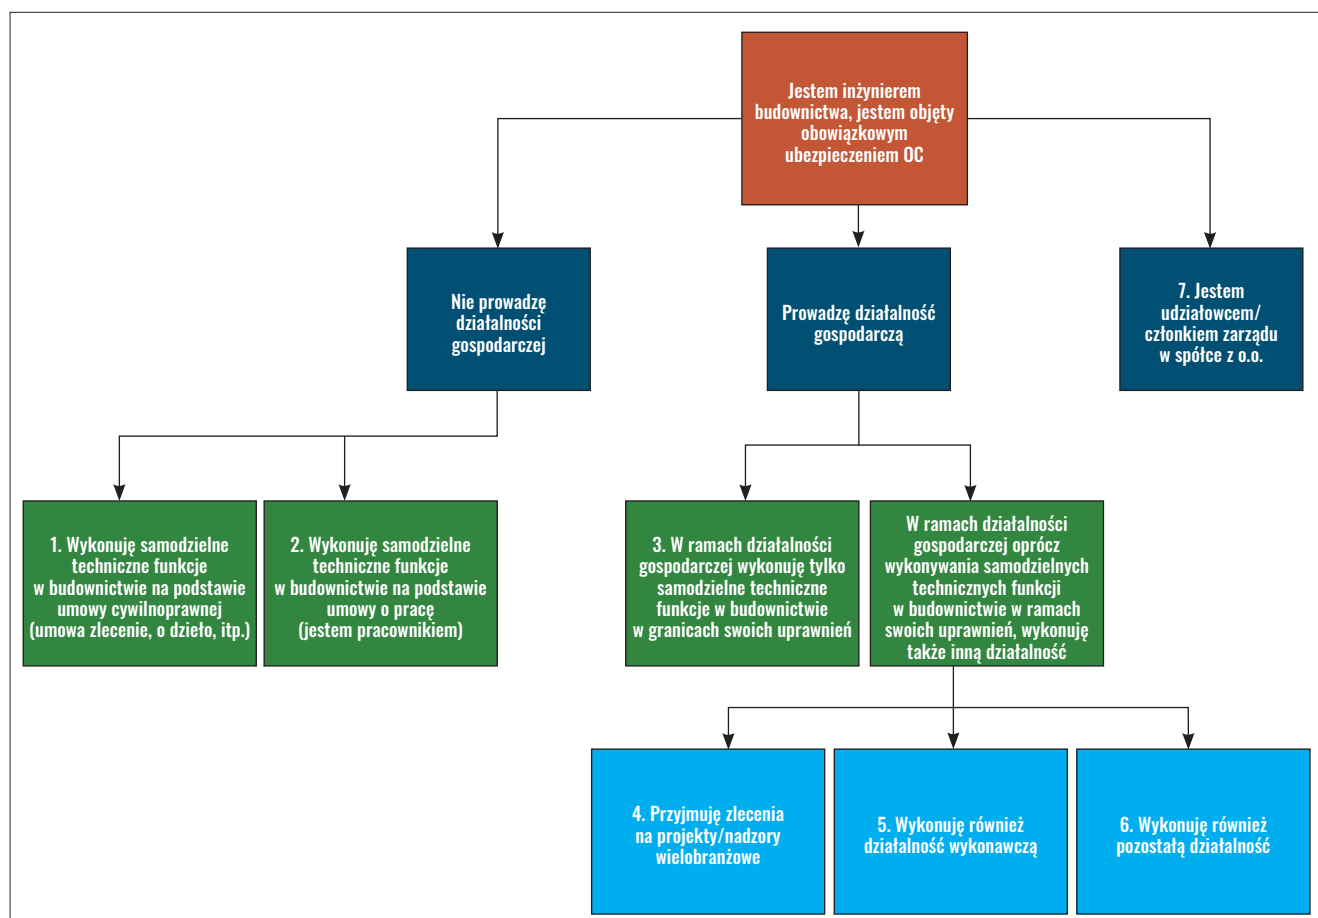 Jestem inżynierem
budownictwa, jestem objęty
obowiązkowym
ubezpieczeniem OC
Nie prowadzę
działalności
gospodarczej
Prowadzę działalność
gospodarczą
7. Jestem
udziałowcem/
członkiem zarządu
w spółce z o.o.
1. Wykonuję samodzielne
techniczne funkcje
w budownictwie na podstawie
umowy cywilnoprawnej
(umowa zlecenie, o dzieło, itp.)
2. Wykonuję samodzielne
techniczne funkcje
w budownictwie na podstawie
umowy o pracę
(jestem pracownikiem)
3. W ramach działalności
gospodarczej wykonuję tylko
samodzielne techniczne
funkcje w budownictwie
w granicach swoich uprawnień
W ramach działalności
gospodarczej oprócz
wykonywania samodzielnych
technicznych funkcji
w budownictwie w ramach
swoich uprawnień, wykonuję
także inną działalność
4. Przyjmuję zlecenia
na projekty/nadzory
wielobranżowe
5. Wykonuję również
działalność wykonawczą
6. Wykonuję również
pozostałą działalność